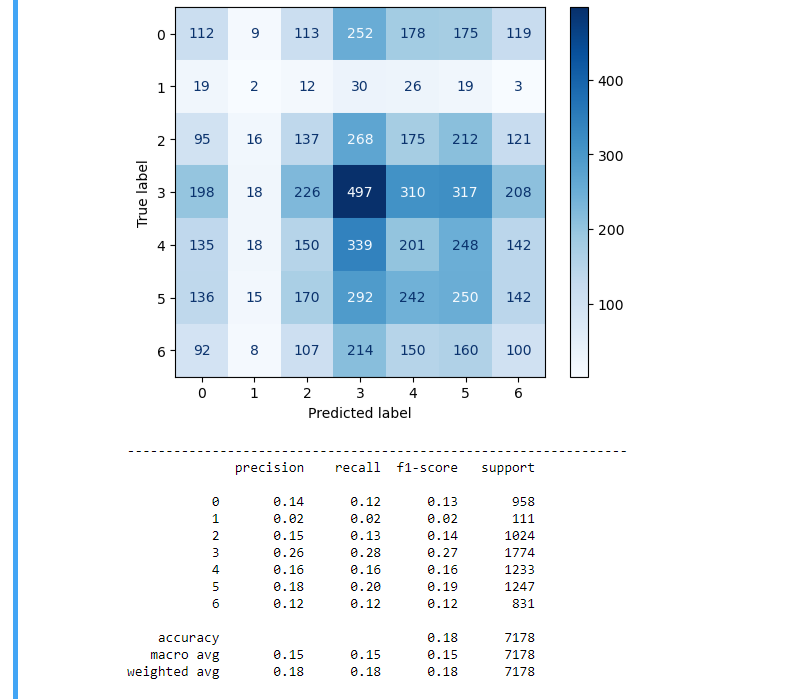 0 112 9 113 252 178 175 119
1 19 2 12 30 26 19 3
2 95 16 137 268 175 212 121
3 198 18 226 497 310 317 208
4 135 18 150 339 201 248 142
5 136 15 170 292 242 250 142
6 92 8 107 214 150 160 100
0 1 2 3 4 5 6
Predicted label
True label
400
300
200
100
-----------------------------------------------------------------
precision recall f1-score support
0 0.14 0.12 0.13 958
1 0.02 0.02 0.02 111
2 0.15 0.13 0.14 1024
3 0.26 0.28 0.27 1774
4 0.16 0.16 0.16 1233
5 0.18 0.20 0.19 1247
6 0.12 0.12 0.12 831
accuracy 0.18 7178
macro avg 0.15 0.15 0.15 7178
weighted avg 0.18 0.18 0.18 7178